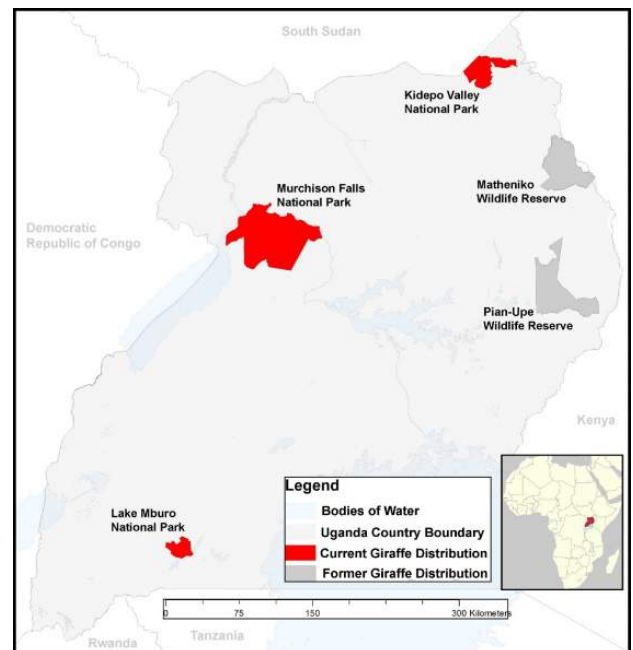 South Sudan
Kidepo Valley
National Park
Matheniko
Wildlife Reserve
Murchison Falls
National Park
Democratic
Republic of Congo
Pian-Upe
Wildlife Reserve
Kenya
Lake Mburo
National Park
Legend
Bodies of Water
Uganda Country Boundary
Current Giraffe Distribution
Former Giraffe Distribution
0 75 150 300 Kilometers
Rwanda
Tanzania